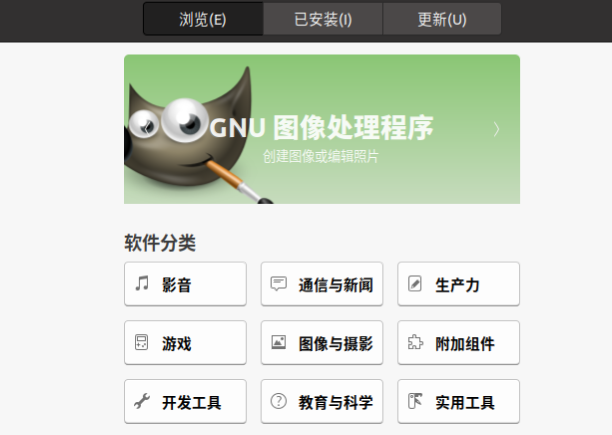 浏览(E) 已安装(I) 更新(U)
GNU 图像处理程序
创建图像或编辑照片
软件分类
影音 通信与新闻 生产力
游戏 图像与摄影 附加组件
开发工具 教育与科学 实用工具